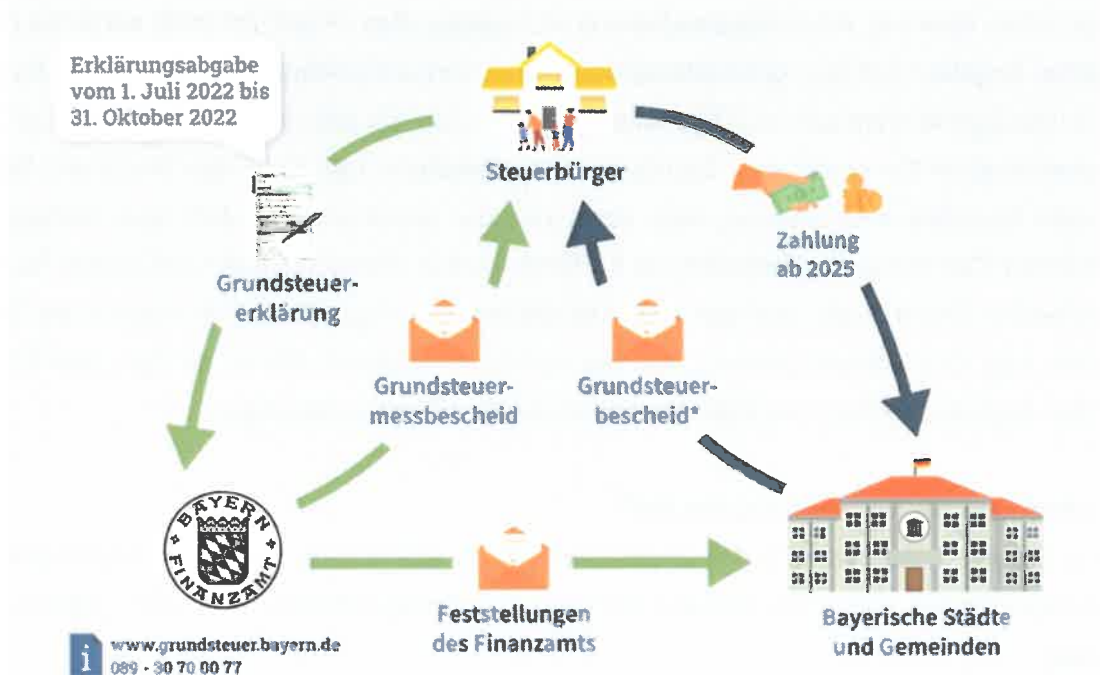 Erklärungsabgabe
vom 1. Juli 2022 bis
31. Oktober 2022
Steuerbürger
Zahlung
ab 2025
Grundsteuer-
erklärung
Grundsteuer-
messbescheid
Grundsteuer-
bescheid*
BAYERN
FINANZAMT
Feststellungen
des Finanzamts
Bayerische Städte
und Gemeinden
i
www.grundsteuer.bayern.de
089 - 30 70 00 77